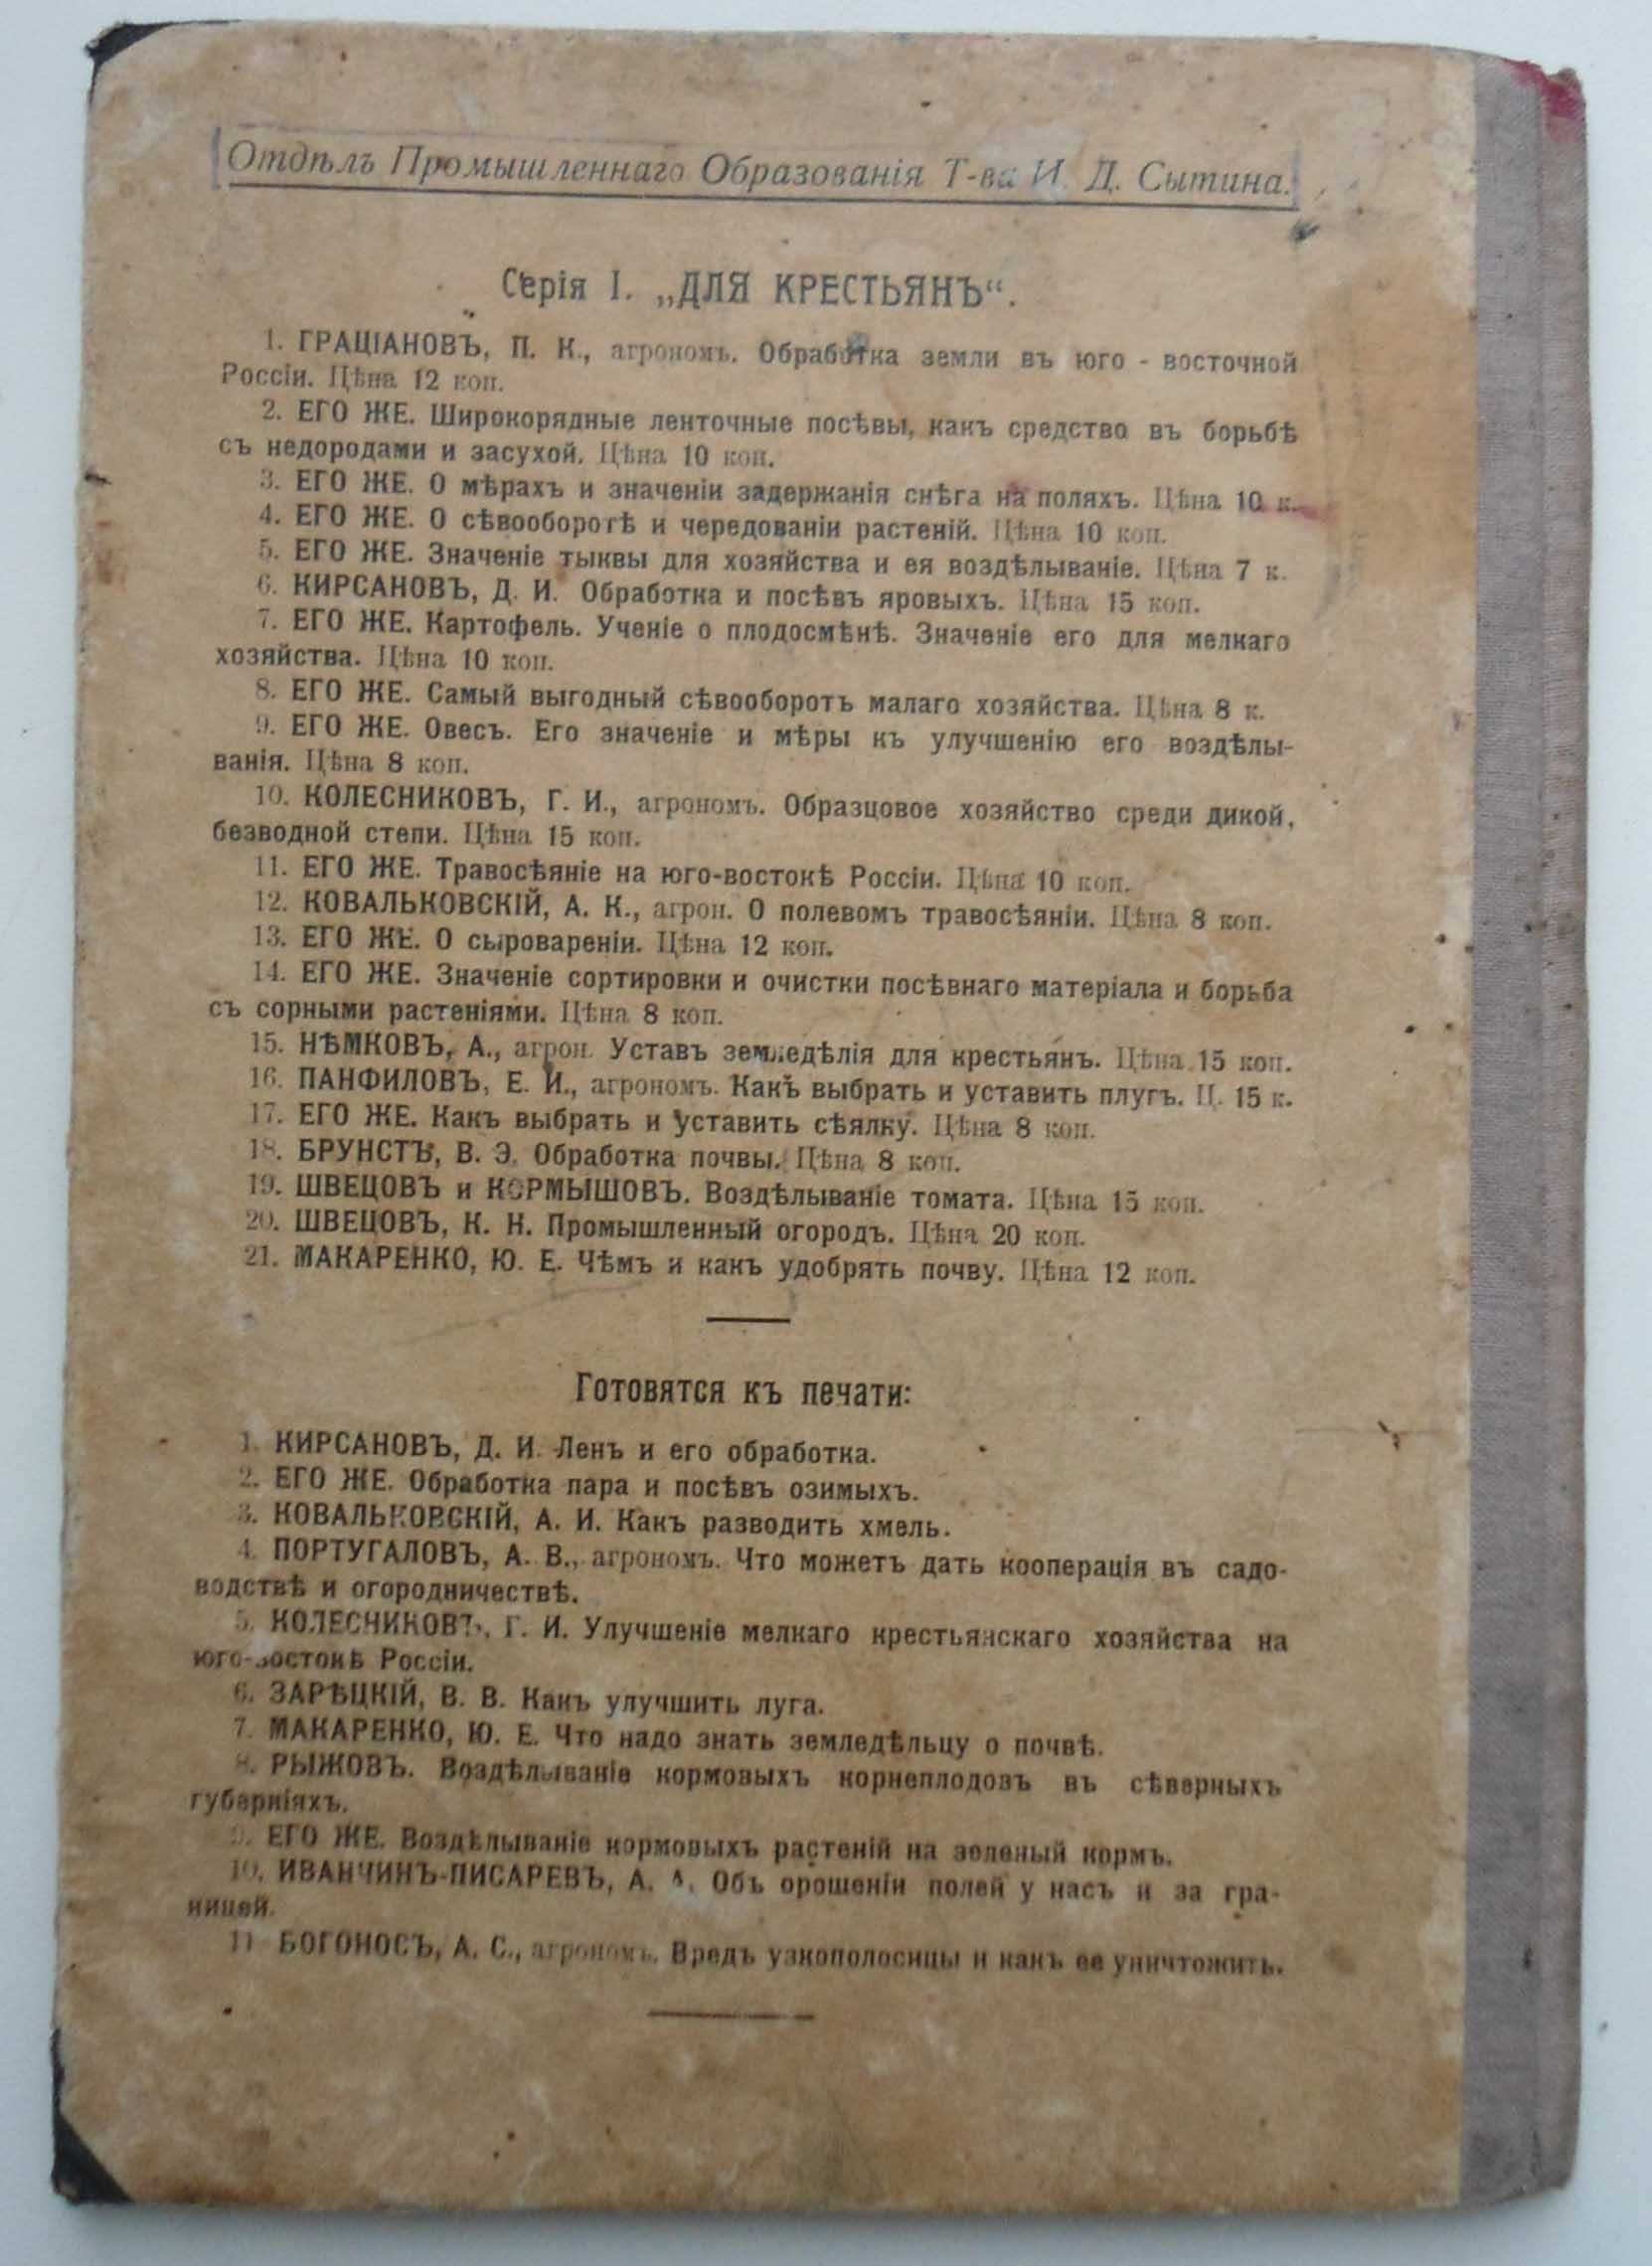 Отдѣлъ Промышленнаго Образованія Т-ва И. Д. Сытина.
Серія I. „ДЛЯ КРЕСТЬЯНЪ“.
1. ГРАЦІАНОВЪ, П. К., агрономъ. Обработка земли въ юго - восточной
Россіи. Цѣна 12 коп.
2. ЕГО ЖЕ. Широкорядные ленточные посѣвы, какъ средство въ борьбѣ
съ недородами и засухой. Цѣна 10 коп.
3. ЕГО ЖЕ. О мѣрахъ и значеніи задержанія снѣга на поляхъ. Цѣна 10 к.
4. ЕГО ЖЕ. О сѣвооборотѣ и чередованіи растеній. Цѣна 10 коп.
5. ЕГО ЖЕ. Значеніе тыквы для хозяйства и ея воздѣлываніе. Цѣна 7 к.
6. КИРСАНОВЪ, Д. И. Обработка и посѣвъ яровыхъ. Цѣна 15 коп.
7. ЕГО ЖЕ. Картофель. Ученіе о плодосмѣнѣ. Значеніе его для мелкаго
хозяйства. Цѣна 10 коп.
8. ЕГО ЖЕ. Самый выгодный сѣвооборотъ малаго хозяйства. Цѣна 8 к.
9. ЕГО ЖЕ. Овесъ. Его значеніе и мѣры къ улучшенію его воздѣлы-
ванія. Цѣна 8 коп.
10. КОЛЕСНИКОВЪ, Г. И., агрономъ. Образцовое хозяйство среди дикой,
безводной степи. Цѣна 15 коп.
11. ЕГО ЖЕ. Травосѣяніе на юго-востокѣ Россіи. Цѣна 10 коп.
12. КОВАЛЬКОВСКІЙ, А. К., агрон. О полевомъ травосѣяніи. Цѣна 8 коп.
13. ЕГО ЖЕ. О сыровареніи. Цѣна 12 коп.
14. ЕГО ЖЕ. Значеніе сортировки и очистки посѣвнаго матеріала и борьба
съ сорными растеніями. Цѣна 8 коп.
15. НѢМКОВЪ, А., агрон. Уставъ земледѣлія для крестьянъ. Цѣна 15 коп.
16. ПАНФИЛОВЪ, Е. И., агрономъ. Какъ выбрать и уставить плугъ. Ц. 15 к.
17. ЕГО ЖЕ. Какъ выбрать и уставить сѣялку. Цѣна 8 коп.
18. БРУНСТЪ, В. Э. Обработка почвы. Цѣна 8 коп.
19. ШВЕЦОВЪ и КОРМЫШОВЪ. Воздѣлываніе томата. Цѣна 15 коп.
20. ШВЕЦОВЪ, К. Н. Промышленный огородъ. Цѣна 20 коп.
21. МАКАРЕНКО, Ю. Е. Чѣмъ и какъ удобрять почву. Цѣна 12 коп.
Готовятся къ печати:
1. КИРСАНОВЪ, Д. И. Ленъ и его обработка.
2. ЕГО ЖЕ. Обработка пара и посѣвъ озимыхъ.
3. КОВАЛЬКОВСКІЙ, А. И. Какъ разводить хмель.
4. ПОРТУГАЛОВЪ, А. В., агрономъ. Что можетъ дать кооперація въ садо-
водствѣ и огородничествѣ.
5. КОЛЕСНИКОВЪ, Г. И. Улучшеніе мелкаго крестьянскаго хозяйства на
юго-востокѣ Россіи.
6. ЗАРѢЦКІЙ, В. В. Какъ улучшить луга.
7. МАКАРЕНКО, Ю. Е. Что надо знать земледѣльцу о почвѣ.
8. РЫЖОВЪ. Воздѣлываніе кормовыхъ корнеплодовъ въ сѣверныхъ
губерніяхъ.
9. ЕГО ЖЕ. Воздѣлываніе кормовыхъ растеній на зеленый кормъ.
10. ИВАНЧИНЪ-ПИСАРЕВЪ, А. А. Объ орошеніи полей у насъ и за гра-
ницей.
11. БОГОНОСЪ, А. С., агрономъ. Вредъ узкополосицы и какъ ее уничтожить.